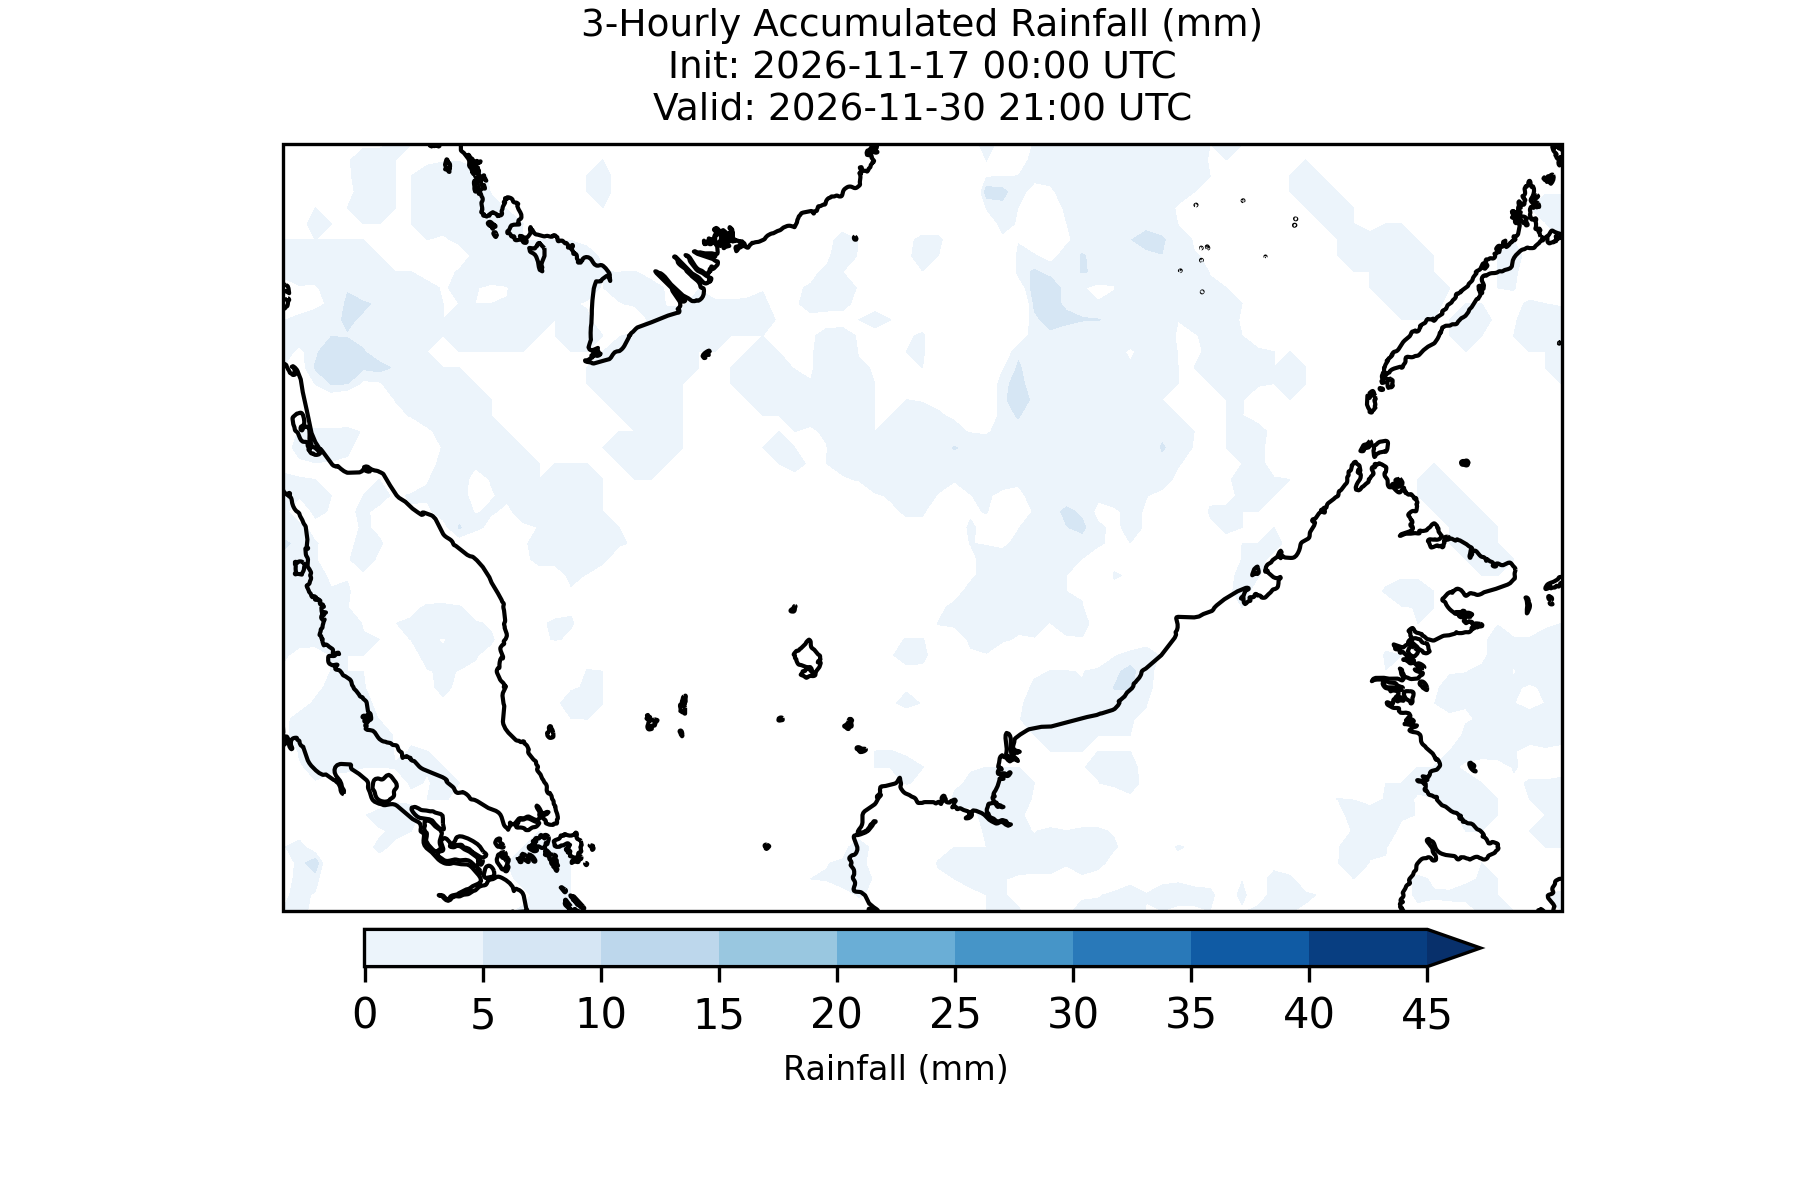 3-Hourly Accumulated Rainfall (mm)
Init: 2026-11-17 00:00 UTC
Valid: 2026-11-30 21:00 UTC
0 5 10 15 20 25 30 35 40 45
Rainfall (mm)